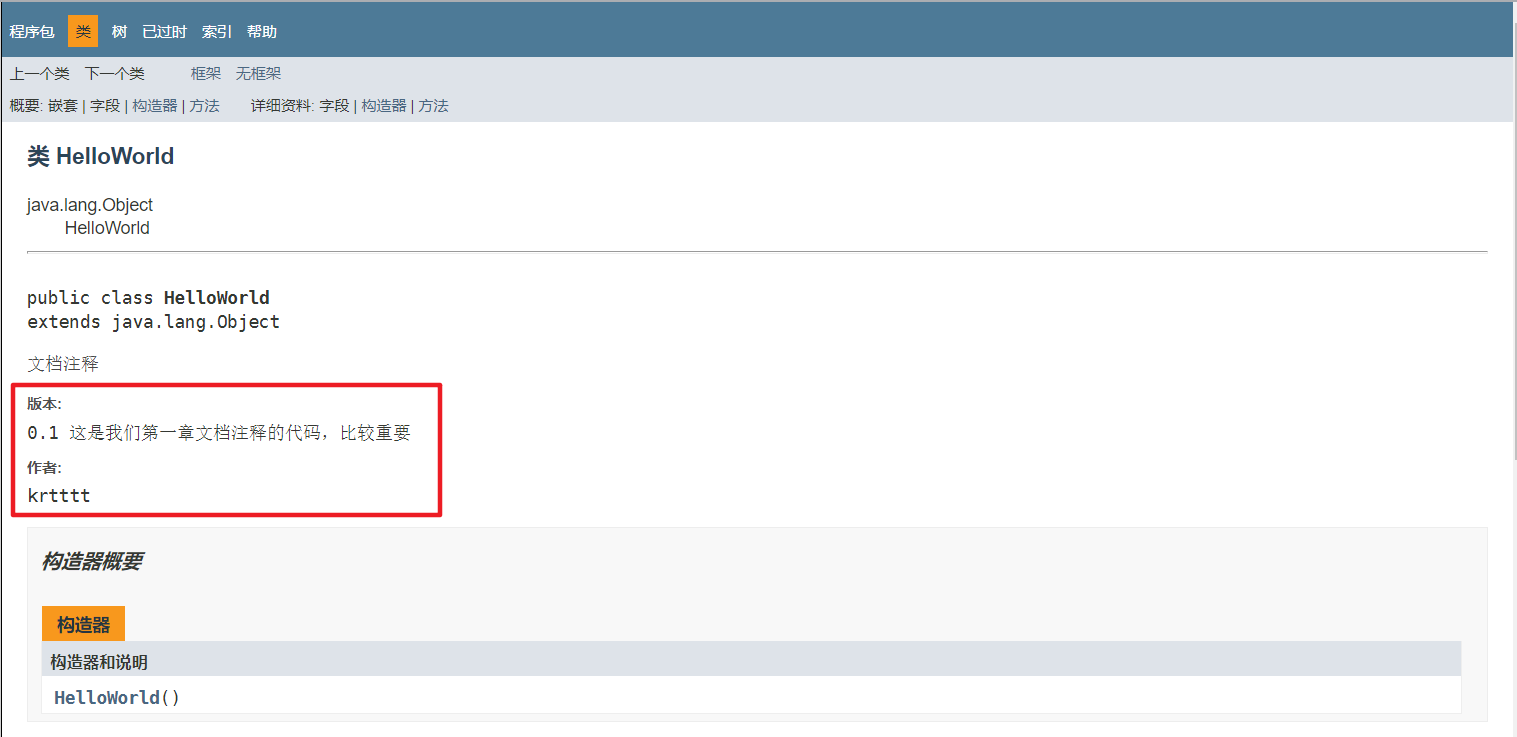 程序包 类 树 已过时 索引 帮助
上一个类 下一个类 框架 无框架
概要: 嵌套 | 字段 | 构造器 | 方法 详细资料: 字段 | 构造器 | 方法
类 HelloWorld
java.lang.Object
HelloWorld
public class HelloWorld
extends java.lang.Object
文档注释
版本:
0.1 这是我们第一章文档注释的代码，比较重要
作者:
krtttt
构造器概要
构造器
构造器和说明
HelloWorld()